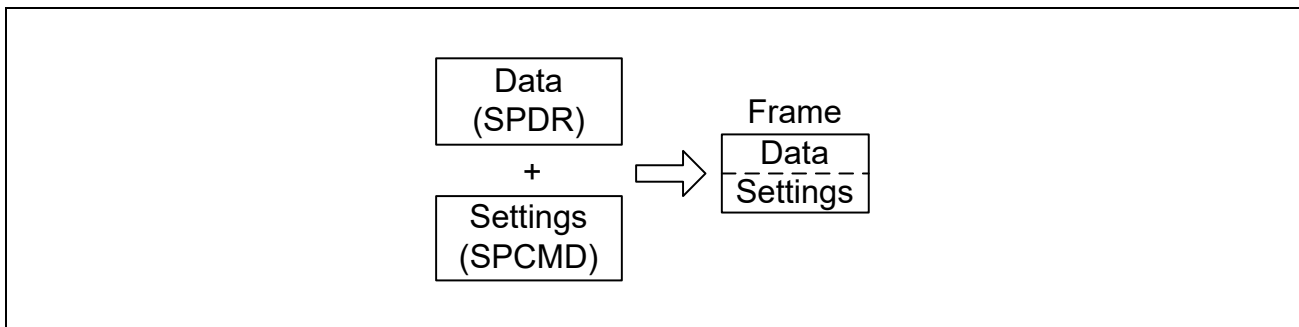 Data
(SPDR)
+
Settings
(SPCMD)
Frame
Data
Settings